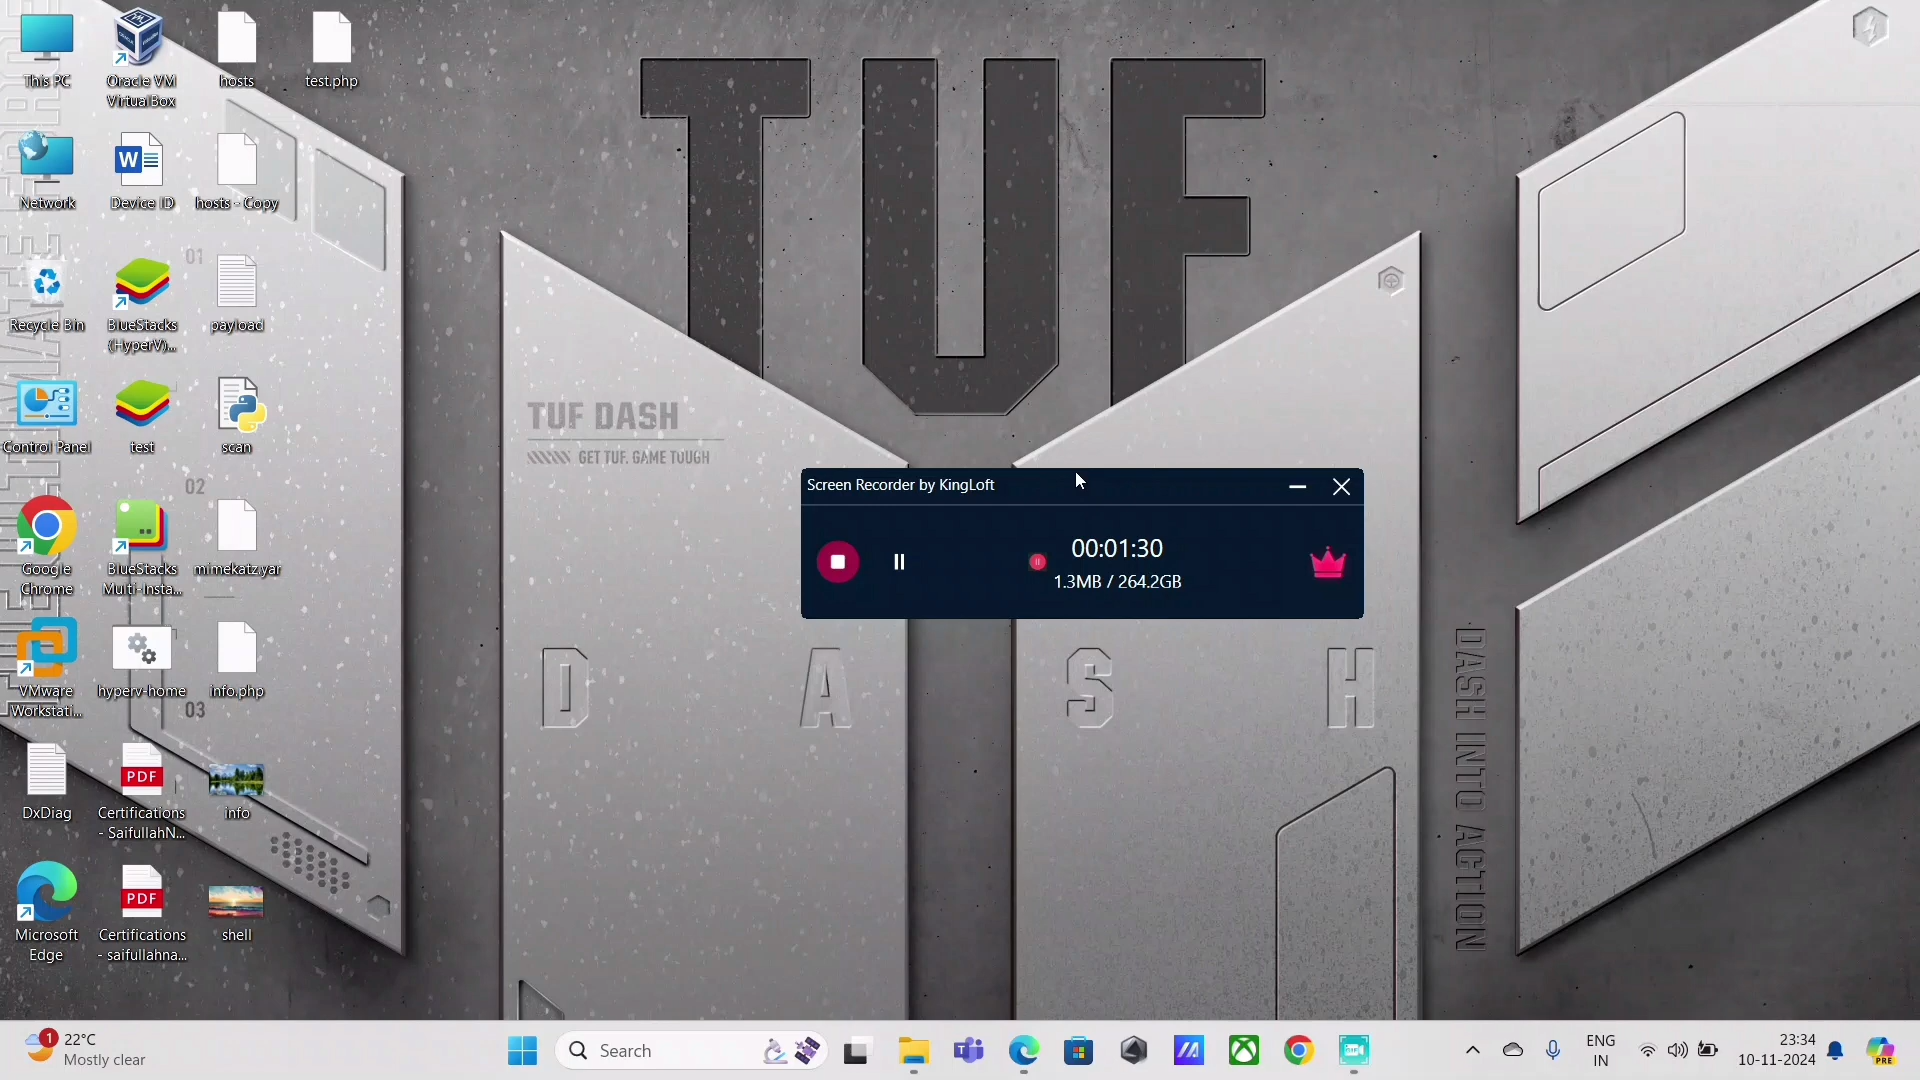 This PC
Oracle VM
VirtualBox
hosts
test.php
TUF
Network
Device ID
hosts - Copy
01
Recycle Bin
BlueStacks
(HyperV)...
payload
Control Panel
test
scan
TUF DASH
GET TUF. GAME TOUGH
02
Screen Recorder by KingLoft
00:01:30
1.3MB / 264.2GB
Google
Chrome
BlueStacks
Multi-Insta...
mimekatz.yar
VMware
Workstati...
hyperv-home
info.php
03
D A S H
DASH INTO ACTION
DxDiag
PDF
Certifications
- SaifullahN...
info
Microsoft
Edge
PDF
Certifications
- saifullahna...
shell
1
22°C
Mostly clear
Search
ENG
IN
23:34
10-11-2024
PRE